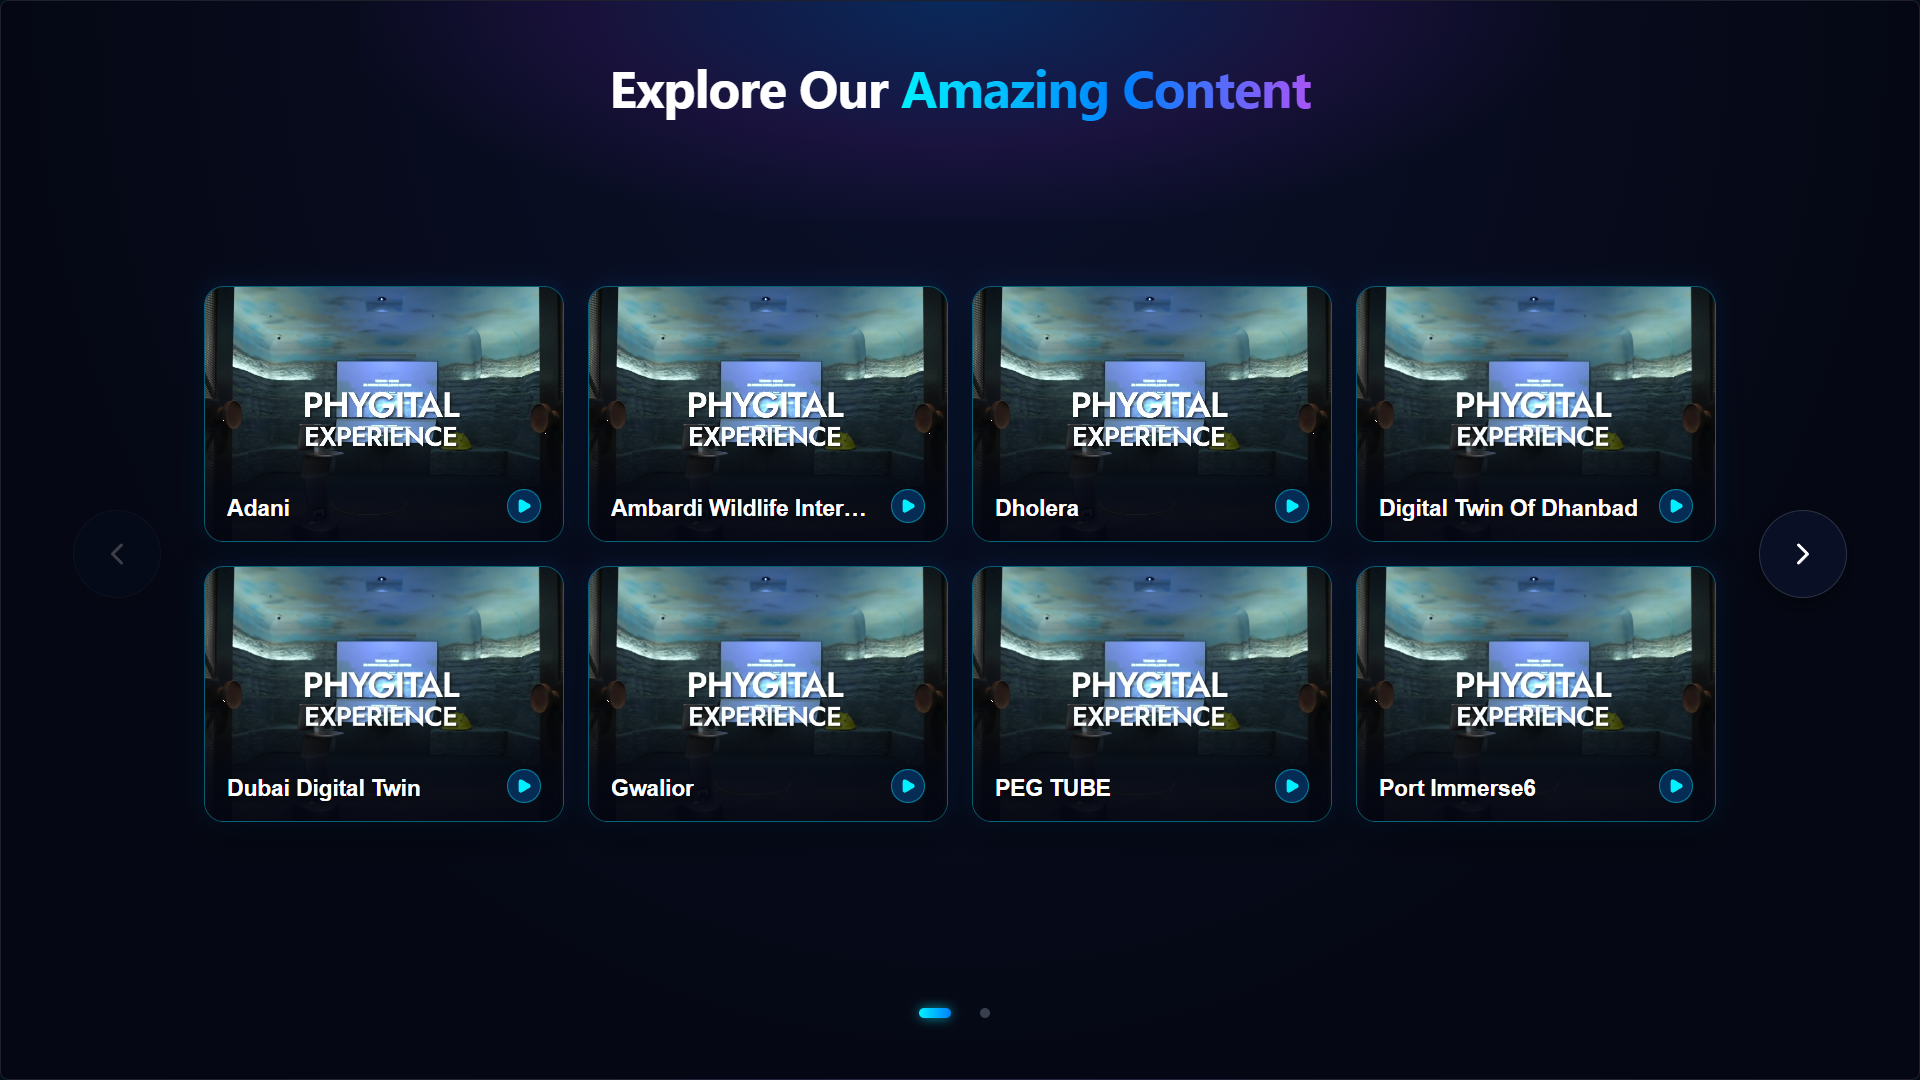 Explore Our Amazing Content
PHYGITAL
EXPERIENCE
Adani
PHYGITAL
EXPERIENCE
Ambardi Wildlife Inter...
PHYGITAL
EXPERIENCE
Dholera
PHYGITAL
EXPERIENCE
Digital Twin Of Dhanbad
PHYGITAL
EXPERIENCE
Dubai Digital Twin
PHYGITAL
EXPERIENCE
Gwalior
PHYGITAL
EXPERIENCE
PEG TUBE
PHYGITAL
EXPERIENCE
Port Immerse6